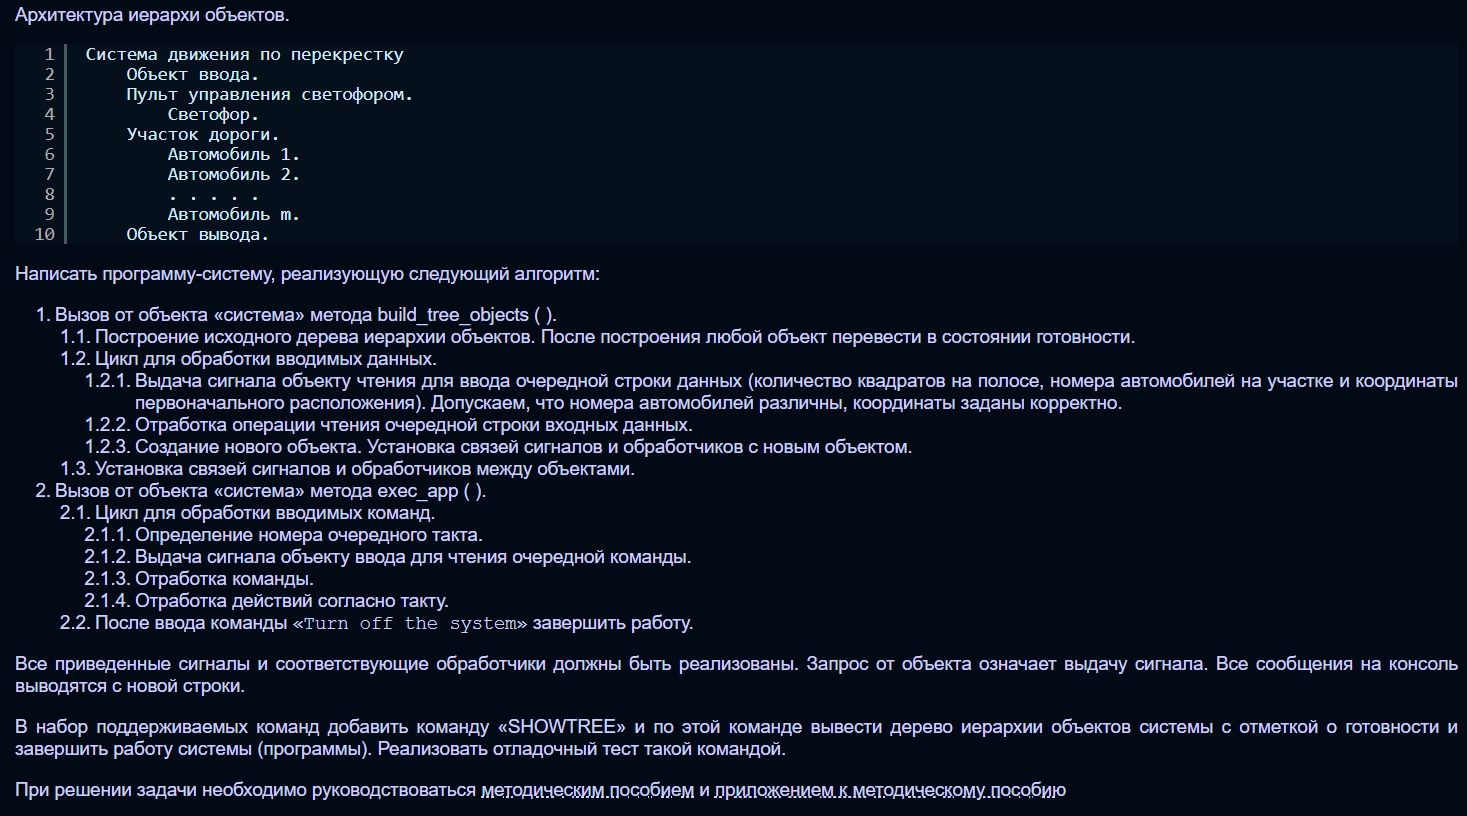 Архитектура иерархи объектов.
1 Система движения по перекрестку
2 Объект ввода.
3 Пульт управления светофором.
4 Светофор.
5 Участок дороги.
6 Автомобиль 1.
7 Автомобиль 2.
8 . . . . .
9 Автомобиль m.
10 Объект вывода.
Написать программу-систему, реализующую следующий алгоритм:
1. Вызов от объекта «система» метода build_tree_objects ( ).
1.1. Построение исходного дерева иерархии объектов. После построения любой объект перевести в состоянии готовности.
1.2. Цикл для обработки вводимых данных.
1.2.1. Выдача сигнала объекту чтения для ввода очередной строки данных (количество квадратов на полосе, номера автомобилей на участке и координаты
первоначального расположения). Допускаем, что номера автомобилей различны, координаты заданы корректно.
1.2.2. Отработка операции чтения очередной строки входных данных.
1.2.3. Создание нового объекта. Установка связей сигналов и обработчиков с новым объектом.
1.3. Установка связей сигналов и обработчиков между объектами.
2. Вызов от объекта «система» метода exec_app ( ).
2.1. Цикл для обработки вводимых команд.
2.1.1. Определение номера очередного такта.
2.1.2. Выдача сигнала объекту ввода для чтения очередной команды.
2.1.3. Отработка команды.
2.1.4. Отработка действий согласно такту.
2.2. После ввода команды «Turn off the system» завершить работу.
Все приведенные сигналы и соответствующие обработчики должны быть реализованы. Запрос от объекта означает выдачу сигнала. Все сообщения на консоль
выводятся с новой строки.
В набор поддерживаемых команд добавить команду «SHOWTREE» и по этой команде вывести дерево иерархии объектов системы с отметкой о готовности и
завершить работу системы (программы). Реализовать отладочный тест такой командой.
При решении задачи необходимо руководствоваться методическим пособием и приложением к методическому пособию